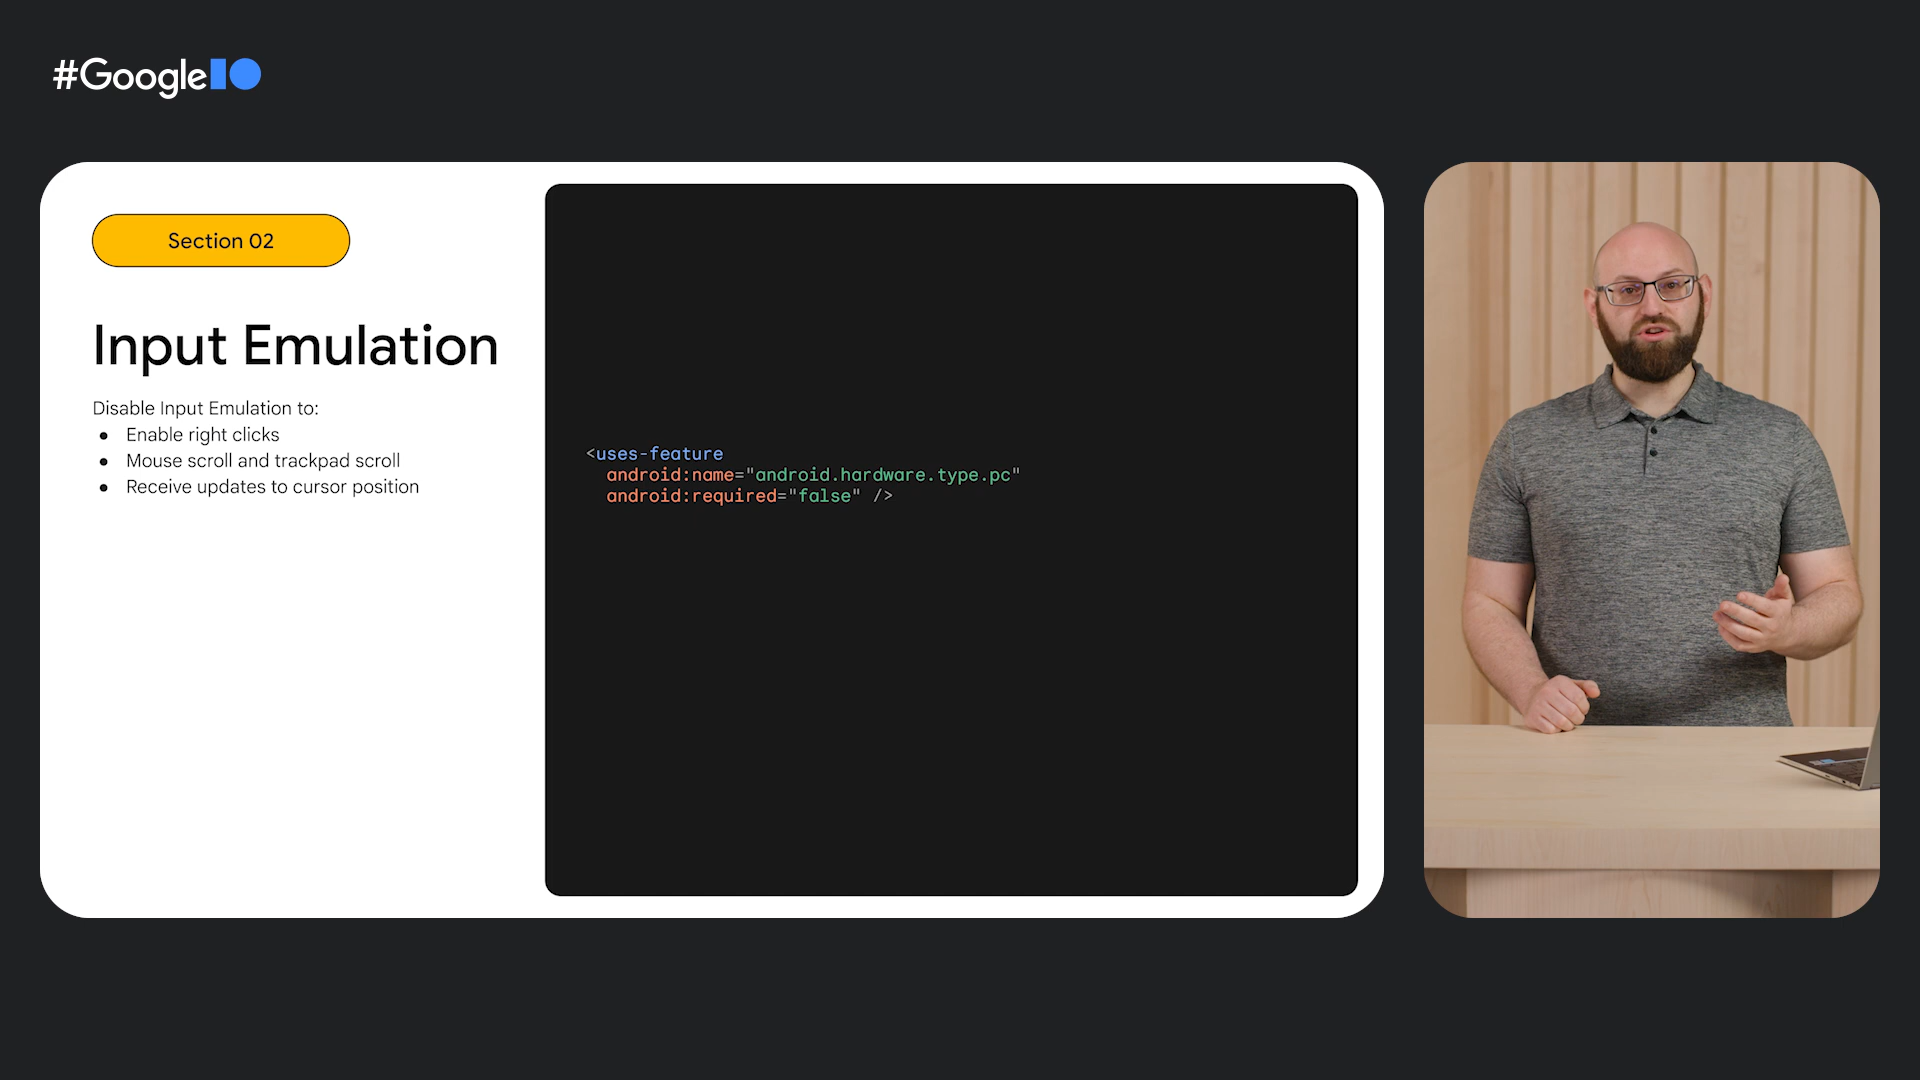 #GoogleIO
Section 02
Input Emulation
Disable Input Emulation to:
● Enable right clicks
● Mouse scroll and trackpad scroll
● Receive updates to cursor position
<uses-feature
android:name="android.hardware.type.pc"
android:required="false" />